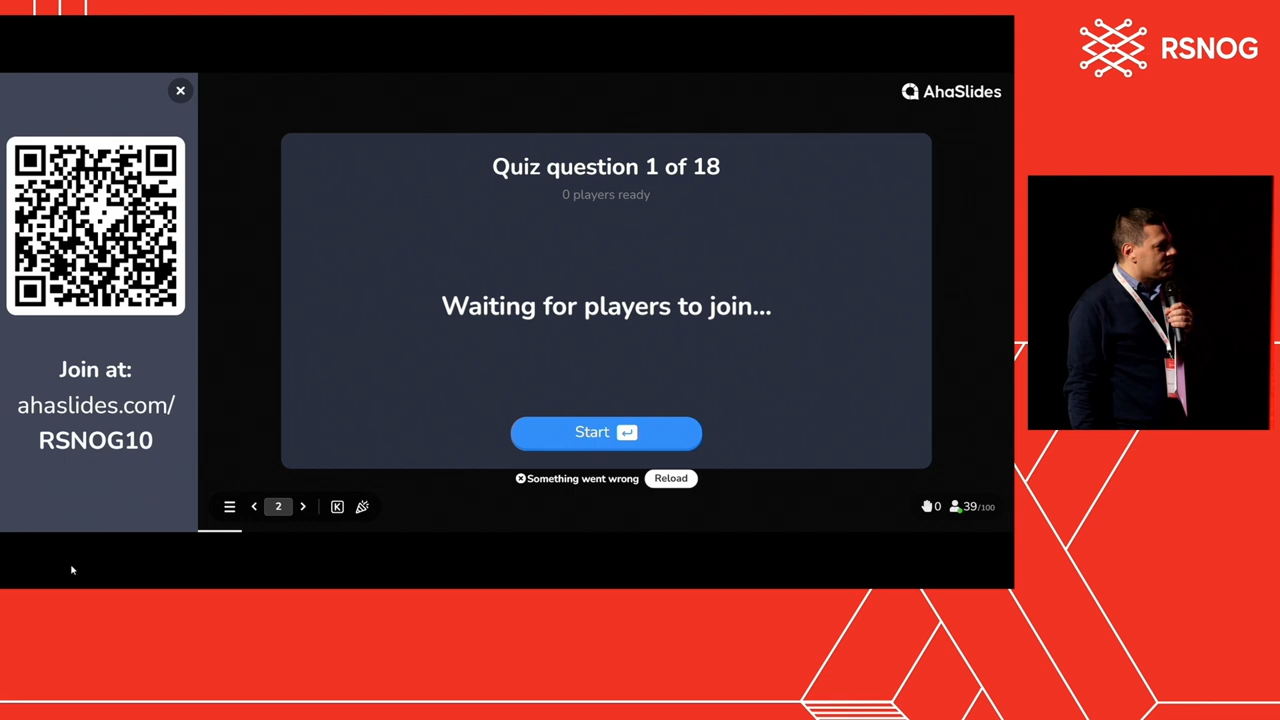 RSNOG
AhaSlides
Quiz question 1 of 18
0 players ready
Waiting for players to join...
Start
Something went wrong
Reload
Join at:
ahaslides.com/
RSNOG10
2
K
0
39/100